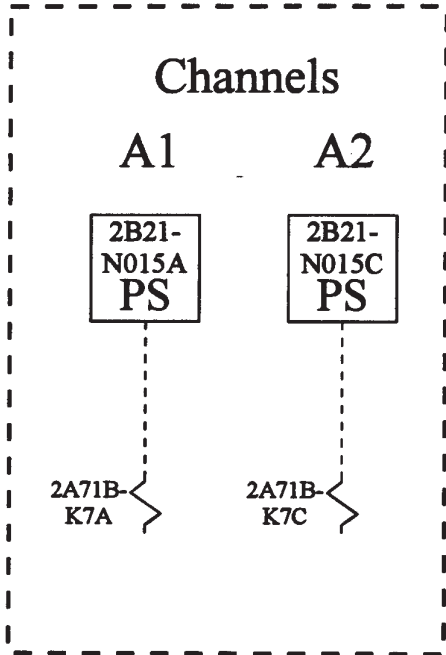 Channels
A1 A2
2B21-
N015A
PS
2B21-
N015C
PS
2A71B-
K7A
2A71B-
K7C